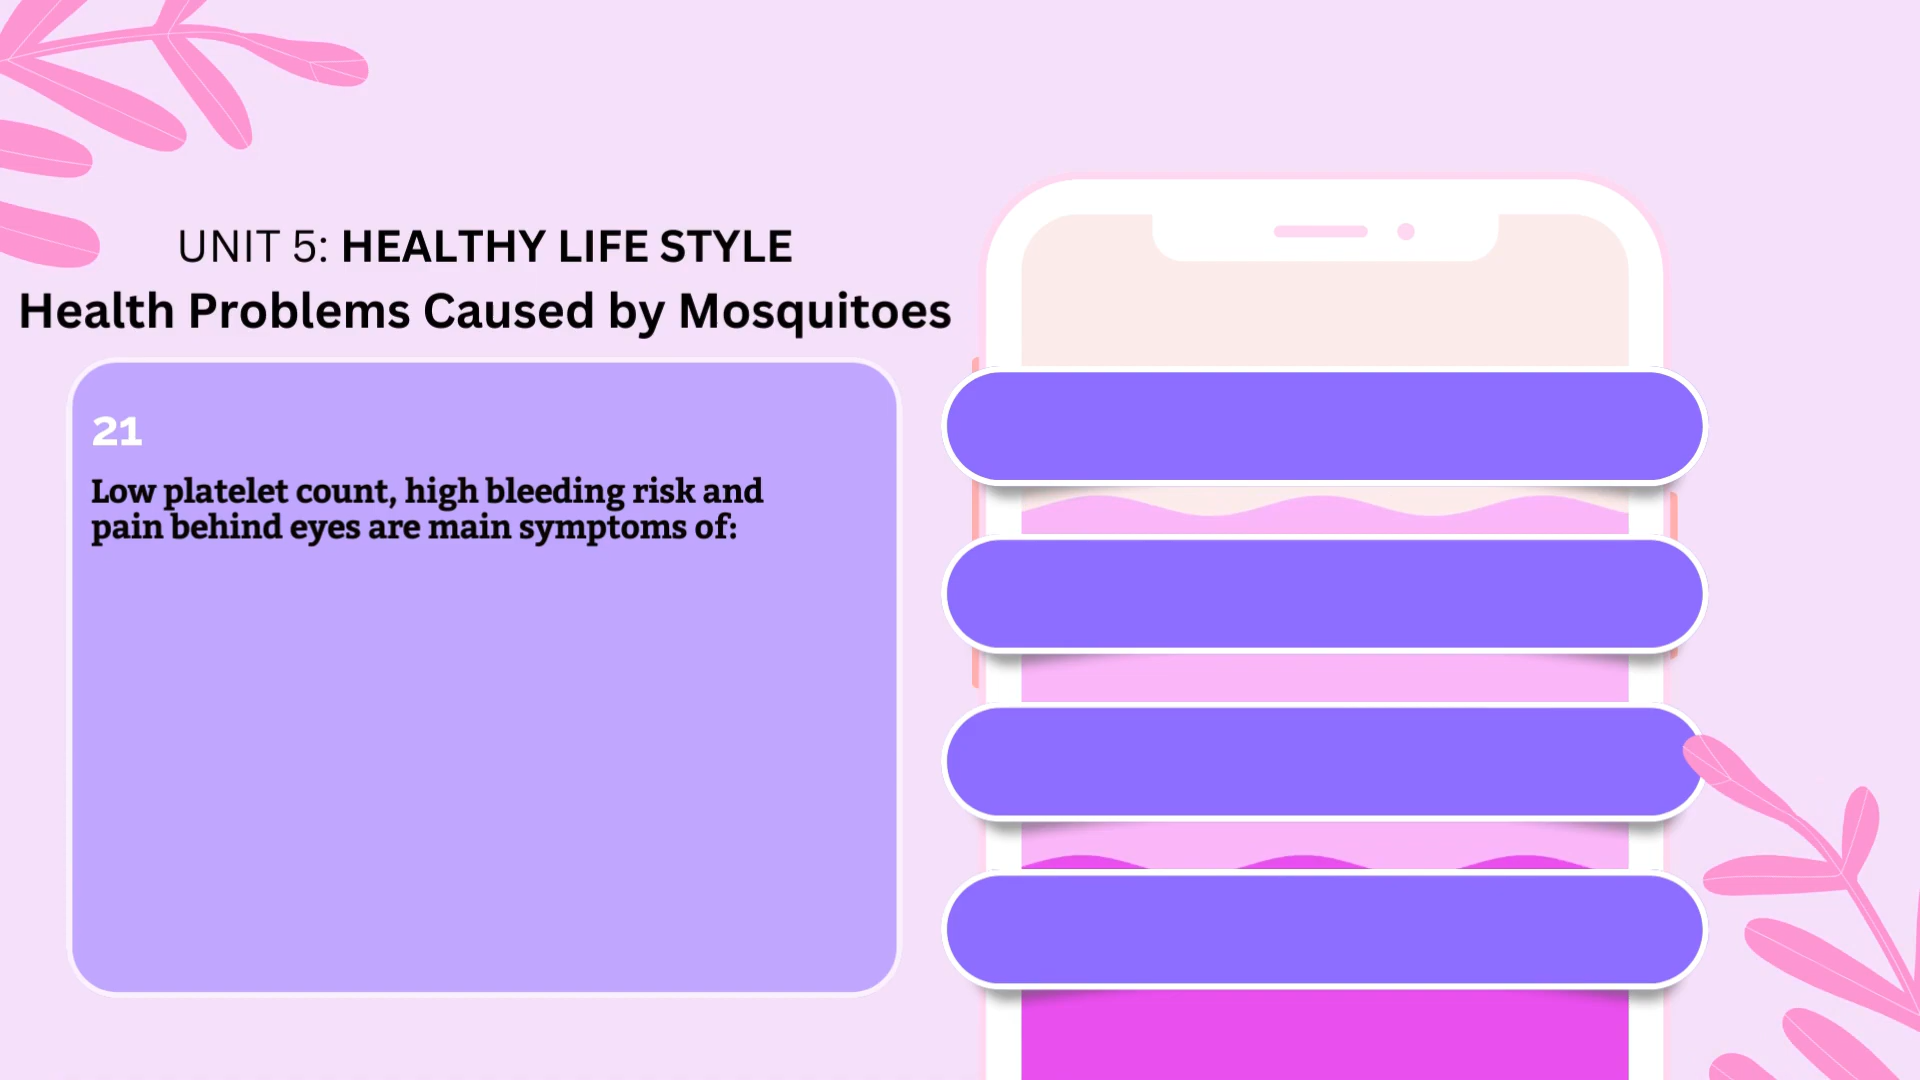 UNIT 5: HEALTHY LIFE STYLE
Health Problems Caused by Mosquitoes
21
Low platelet count, high bleeding risk and
pain behind eyes are main symptoms of: